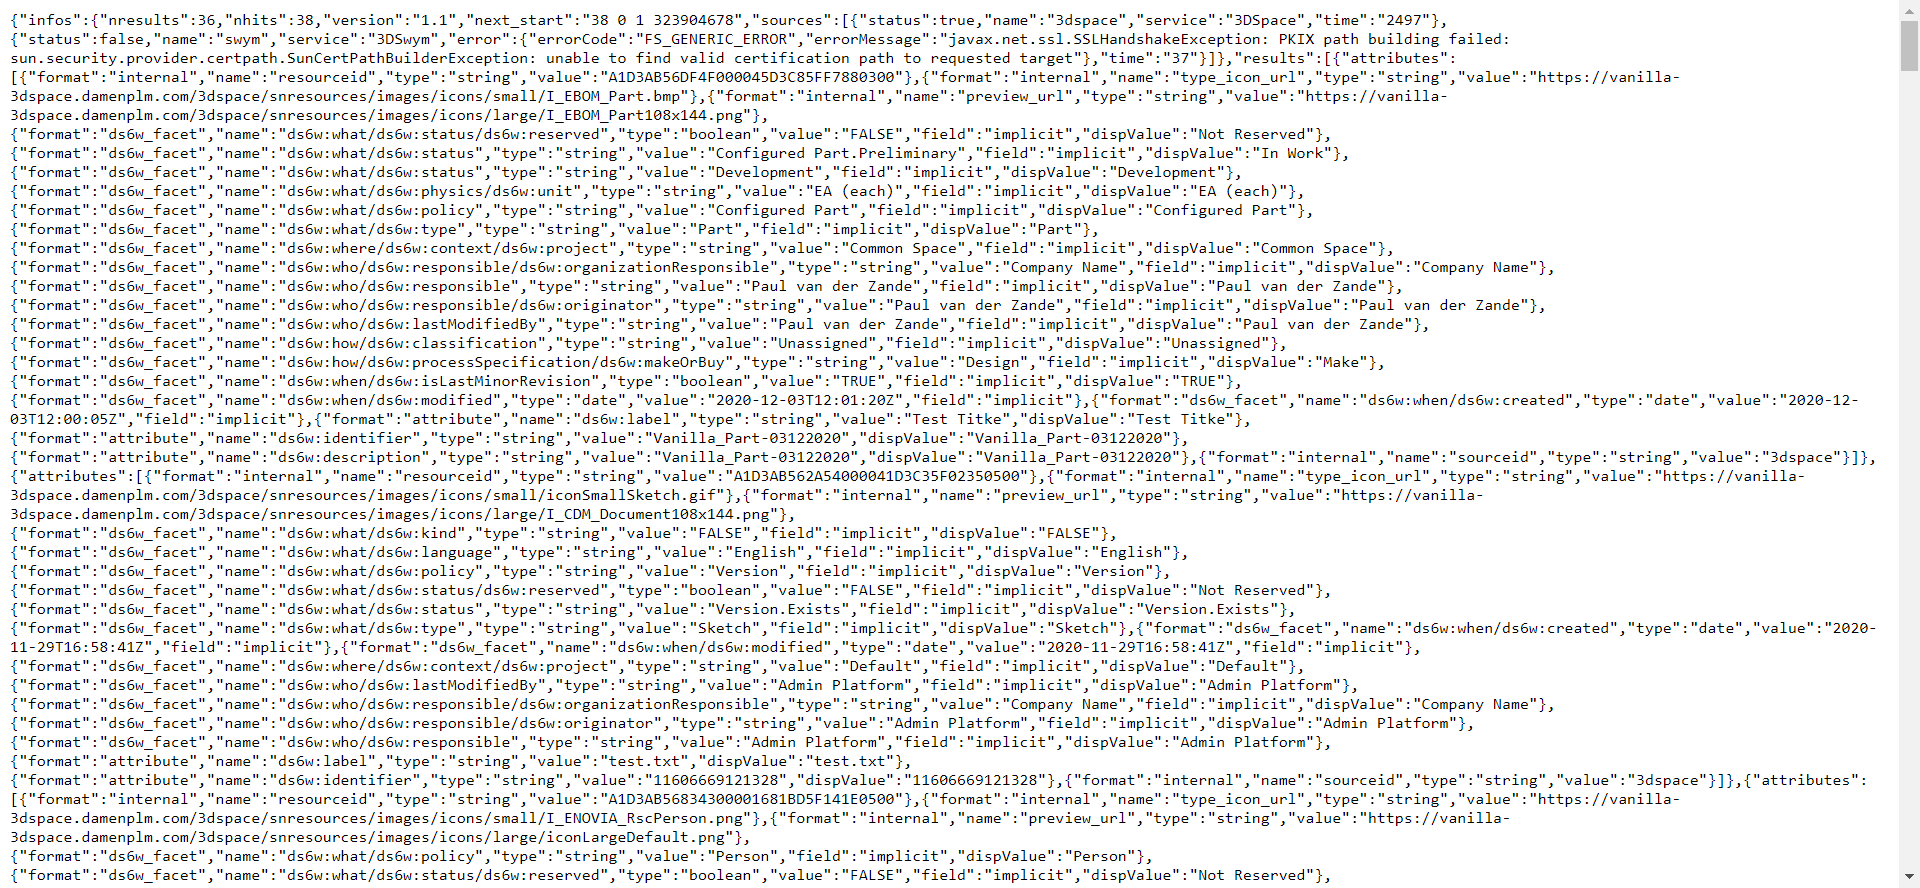 {"infos":{"nresults":36,"nhits":38,"version":"1.1","next_start":"38 0 1 323904678","sources":[{"status":true,"name":"3dspace","service":"3DSpace","time":"2497"},
{"status":false,"name":"swym","service":"3DSwym","error":{"errorCode":"FS_GENERIC_ERROR","errorMessage":"javax.net.ssl.SSLHandshakeException: PKIX path building failed:
sun.security.provider.certpath.SunCertPathBuilderException: unable to find valid certification path to requested target"},"time":"37"}]},"results":[{"attributes":
[{"format":"internal","name":"resourceid","type":"string","value":"A1D3AB56DF4F000045D3C85FF7880300"},{"format":"internal","name":"type_icon_url","type":"string","value":"https://vanilla-
3dspace.damenplm.com/3dspace/snresources/images/icons/small/I_EBOM_Part.bmp"},{"format":"internal","name":"preview_url","type":"string","value":"https://vanilla-
3dspace.damenplm.com/3dspace/snresources/images/icons/large/I_EBOM_Part108x144.png"},
{"format":"ds6w_facet","name":"ds6w:what/ds6w:status/ds6w:reserved","type":"boolean","value":"FALSE","field":"implicit","dispValue":"Not Reserved"},
{"format":"ds6w_facet","name":"ds6w:what/ds6w:status","type":"string","value":"Configured Part.Preliminary","field":"implicit","dispValue":"In Work"},
{"format":"ds6w_facet","name":"ds6w:what/ds6w:status","type":"string","value":"Development","field":"implicit","dispValue":"Development"},
{"format":"ds6w_facet","name":"ds6w:what/ds6w:physics/ds6w:unit","type":"string","value":"EA (each)","field":"implicit","dispValue":"EA (each)"},
{"format":"ds6w_facet","name":"ds6w:what/ds6w:policy","type":"string","value":"Configured Part","field":"implicit","dispValue":"Configured Part"},
{"format":"ds6w_facet","name":"ds6w:what/ds6w:type","type":"string","value":"Part","field":"implicit","dispValue":"Part"},
{"format":"ds6w_facet","name":"ds6w:where/ds6w:context/ds6w:project","type":"string","value":"Common Space","field":"implicit","dispValue":"Common Space"},
{"format":"ds6w_facet","name":"ds6w:who/ds6w:responsible/ds6w:organizationResponsible","type":"string","value":"Company Name","field":"implicit","dispValue":"Company Name"},
{"format":"ds6w_facet","name":"ds6w:who/ds6w:responsible","type":"string","value":"Paul van der Zande","field":"implicit","dispValue":"Paul van der Zande"},
{"format":"ds6w_facet","name":"ds6w:who/ds6w:responsible/ds6w:originator","type":"string","value":"Paul van der Zande","field":"implicit","dispValue":"Paul van der Zande"},
{"format":"ds6w_facet","name":"ds6w:who/ds6w:lastModifiedBy","type":"string","value":"Paul van der Zande","field":"implicit","dispValue":"Paul van der Zande"},
{"format":"ds6w_facet","name":"ds6w:how/ds6w:classification","type":"string","value":"Unassigned","field":"implicit","dispValue":"Unassigned"},
{"format":"ds6w_facet","name":"ds6w:how/ds6w:processSpecification/ds6w:makeOrBuy","type":"string","value":"Design","field":"implicit","dispValue":"Make"},
{"format":"ds6w_facet","name":"ds6w:when/ds6w:isLastMinorRevision","type":"boolean","value":"TRUE","field":"implicit","dispValue":"TRUE"},
{"format":"ds6w_facet","name":"ds6w:when/ds6w:modified","type":"date","value":"2020-12-03T12:01:20Z","field":"implicit"},{"format":"ds6w_facet","name":"ds6w:when/ds6w:created","type":"date","value":"2020-12-
03T12:00:05Z","field":"implicit"},{"format":"attribute","name":"ds6w:label","type":"string","value":"Test Titke","dispValue":"Test Titke"},
{"format":"attribute","name":"ds6w:identifier","type":"string","value":"Vanilla_Part-03122020","dispValue":"Vanilla_Part-03122020"},
{"format":"attribute","name":"ds6w:description","type":"string","value":"Vanilla_Part-03122020","dispValue":"Vanilla_Part-03122020"},{"format":"internal","name":"sourceid","type":"string","value":"3dspace"}]},
{"attributes":[{"format":"internal","name":"resourceid","type":"string","value":"A1D3AB562A54000041D3C35F02350500"},{"format":"internal","name":"type_icon_url","type":"string","value":"https://vanilla-
3dspace.damenplm.com/3dspace/snresources/images/icons/small/iconSmallSketch.gif"},{"format":"internal","name":"preview_url","type":"string","value":"https://vanilla-
3dspace.damenplm.com/3dspace/snresources/images/icons/large/I_CDM_Document108x144.png"},
{"format":"ds6w_facet","name":"ds6w:what/ds6w:kind","type":"string","value":"FALSE","field":"implicit","dispValue":"FALSE"},
{"format":"ds6w_facet","name":"ds6w:what/ds6w:language","type":"string","value":"English","field":"implicit","dispValue":"English"},
{"format":"ds6w_facet","name":"ds6w:what/ds6w:policy","type":"string","value":"Version","field":"implicit","dispValue":"Version"},
{"format":"ds6w_facet","name":"ds6w:what/ds6w:status/ds6w:reserved","type":"boolean","value":"FALSE","field":"implicit","dispValue":"Not Reserved"},
{"format":"ds6w_facet","name":"ds6w:what/ds6w:status","type":"string","value":"Version.Exists","field":"implicit","dispValue":"Version.Exists"},
{"format":"ds6w_facet","name":"ds6w:what/ds6w:type","type":"string","value":"Sketch","field":"implicit","dispValue":"Sketch"},{"format":"ds6w_facet","name":"ds6w:when/ds6w:created","type":"date","value":"2020-
11-29T16:58:41Z","field":"implicit"},{"format":"ds6w_facet","name":"ds6w:when/ds6w:modified","type":"date","value":"2020-11-29T16:58:41Z","field":"implicit"},
{"format":"ds6w_facet","name":"ds6w:where/ds6w:context/ds6w:project","type":"string","value":"Default","field":"implicit","dispValue":"Default"},
{"format":"ds6w_facet","name":"ds6w:who/ds6w:lastModifiedBy","type":"string","value":"Admin Platform","field":"implicit","dispValue":"Admin Platform"},
{"format":"ds6w_facet","name":"ds6w:who/ds6w:responsible/ds6w:organizationResponsible","type":"string","value":"Company Name","field":"implicit","dispValue":"Company Name"},
{"format":"ds6w_facet","name":"ds6w:who/ds6w:responsible/ds6w:originator","type":"string","value":"Admin Platform","field":"implicit","dispValue":"Admin Platform"},
{"format":"ds6w_facet","name":"ds6w:who/ds6w:responsible","type":"string","value":"Admin Platform","field":"implicit","dispValue":"Admin Platform"},
{"format":"attribute","name":"ds6w:label","type":"string","value":"test.txt","dispValue":"test.txt"},
{"format":"attribute","name":"ds6w:identifier","type":"string","value":"11606669121328","dispValue":"11606669121328"},{"format":"internal","name":"sourceid","type":"string","value":"3dspace"}]},{"attributes":
[{"format":"internal","name":"resourceid","type":"string","value":"A1D3AB56834300001681BD5F141E0500"},{"format":"internal","name":"type_icon_url","type":"string","value":"https://vanilla-
3dspace.damenplm.com/3dspace/snresources/images/icons/small/I_ENOVIA_RscPerson.png"},{"format":"internal","name":"preview_url","type":"string","value":"https://vanilla-
3dspace.damenplm.com/3dspace/snresources/images/icons/large/iconLargeDefault.png"},
{"format":"ds6w_facet","name":"ds6w:what/ds6w:policy","type":"string","value":"Person","field":"implicit","dispValue":"Person"},
{"format":"ds6w_facet","name":"ds6w:what/ds6w:status/ds6w:reserved","type":"boolean","value":"FALSE","field":"implicit","dispValue":"Not Reserved"},